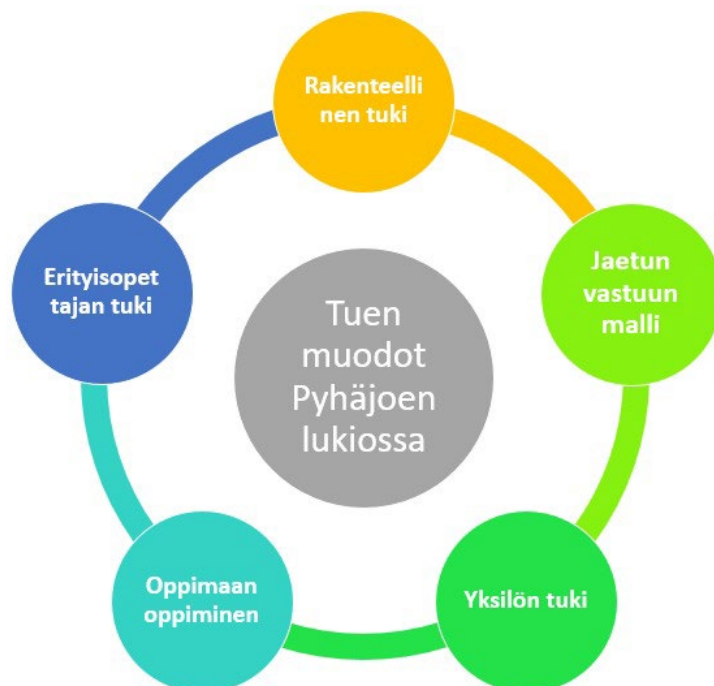 Rakenteelli
nen tuki
Jaetun
vastuun
malli
Yksilön tuki
Oppimaan
oppiminen
Erityisopet
tajan tuki
Tuen
muodot
Pyhäjoen
lukiossa